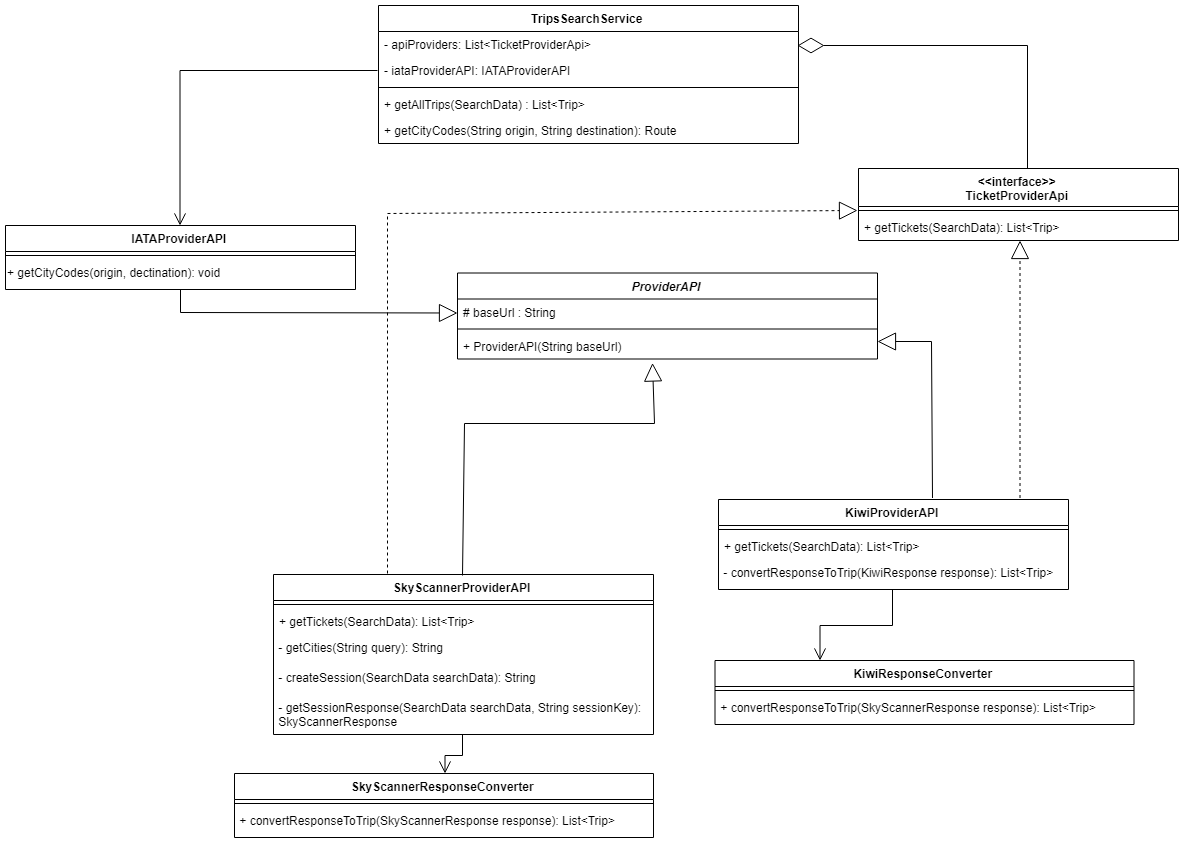 TripsSearchService
- apiProviders: List<TicketProviderApi>
- iataProviderAPI: IATAProviderAPI
+ getAllTrips(SearchData) : List<Trip>
+ getCityCodes(String origin, String destination): Route
<<interface>>
TicketProviderApi
+ getTickets(SearchData): List<Trip>
IATAProviderAPI
+ getCityCodes(origin, dectination): void
ProviderAPI
# baseUrl : String
+ ProviderAPI(String baseUrl)
KiwiProviderAPI
+ getTickets(SearchData): List<Trip>
- convertResponseToTrip(KiwiResponse response): List<Trip>
SkyScannerProviderAPI
+ getTickets(SearchData): List<Trip>
- getCities(String query): String
- createSession(SearchData searchData): String
- getSessionResponse(SearchData searchData, String sessionKey):
SkyScannerResponse
KiwiResponseConverter
+ convertResponseToTrip(SkyScannerResponse response): List<Trip>
SkyScannerResponseConverter
+ convertResponseToTrip(SkyScannerResponse response): List<Trip>